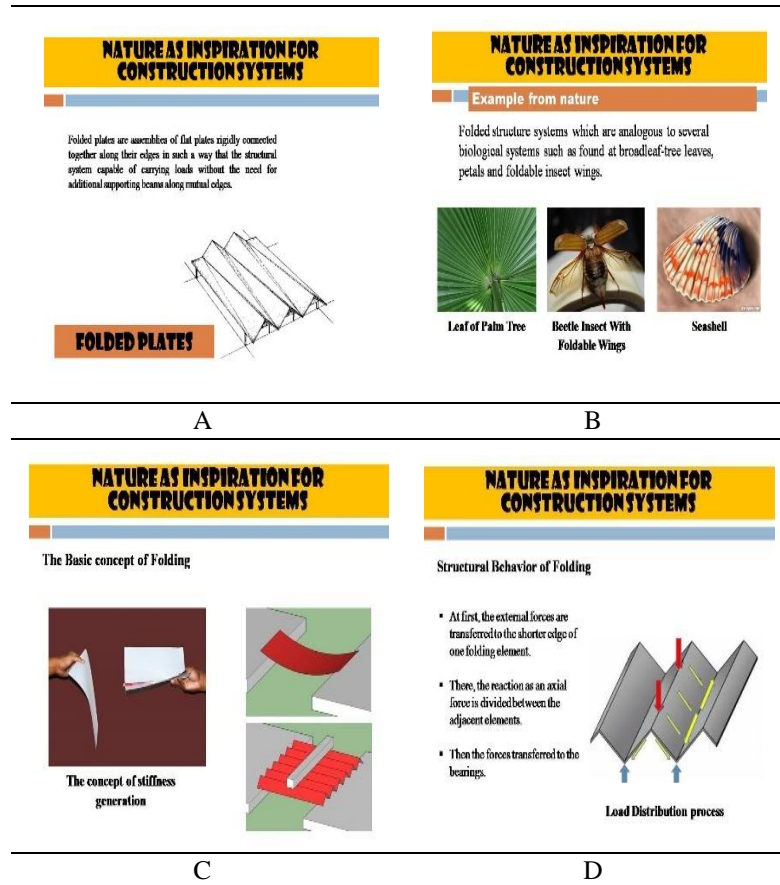 NATURE AS INSPIRATION FOR
CONSTRUCTION SYSTEMS
Folded plates are assemblies of flat plates rigidly connected
together along their edges in such a way that the structural
system capable of carrying loads without the need for
additional supporting beams along mutual edges.
FOLDED PLATES
A
NATURE AS INSPIRATION FOR
CONSTRUCTION SYSTEMS
Example from nature
Folded structure systems which are analogous to several
biological systems such as found at broadleaf-tree leaves,
petals and foldable insect wings.
Leaf of Palm Tree
Beetle Insect With
Foldable Wings
Seashell
B
NATURE AS INSPIRATION FOR
CONSTRUCTION SYSTEMS
The Basic concept of Folding
The concept of stiffness
generation
C
NATURE AS INSPIRATION FOR
CONSTRUCTION SYSTEMS
Structural Behavior of Folding
▪ At first, the external forces are
transferred to the shorter edge of
one folding element.
▪ There, the reaction as an axial
force is divided between the
adjacent elements.
▪ Then the forces transferred to the
bearings.
Load Distribution process
D